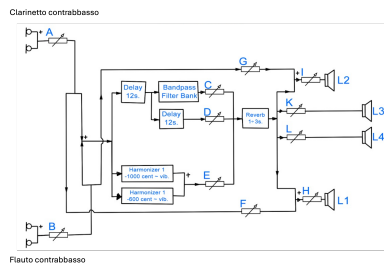 Clarinetto contrabbasso
+
A
G
+
I
L2
Delay
12s.
Bandpass
Filter Bank
C
K
L3
+
Delay
12s.
D
Reverb
1- 3s.
L
L4
Harmonizer 1
-1000 cent ~ vib.
+
E
Harmonizer 1
-600 cent ~ vib.
+
H
L1
F
+
B
Flauto contrabbasso